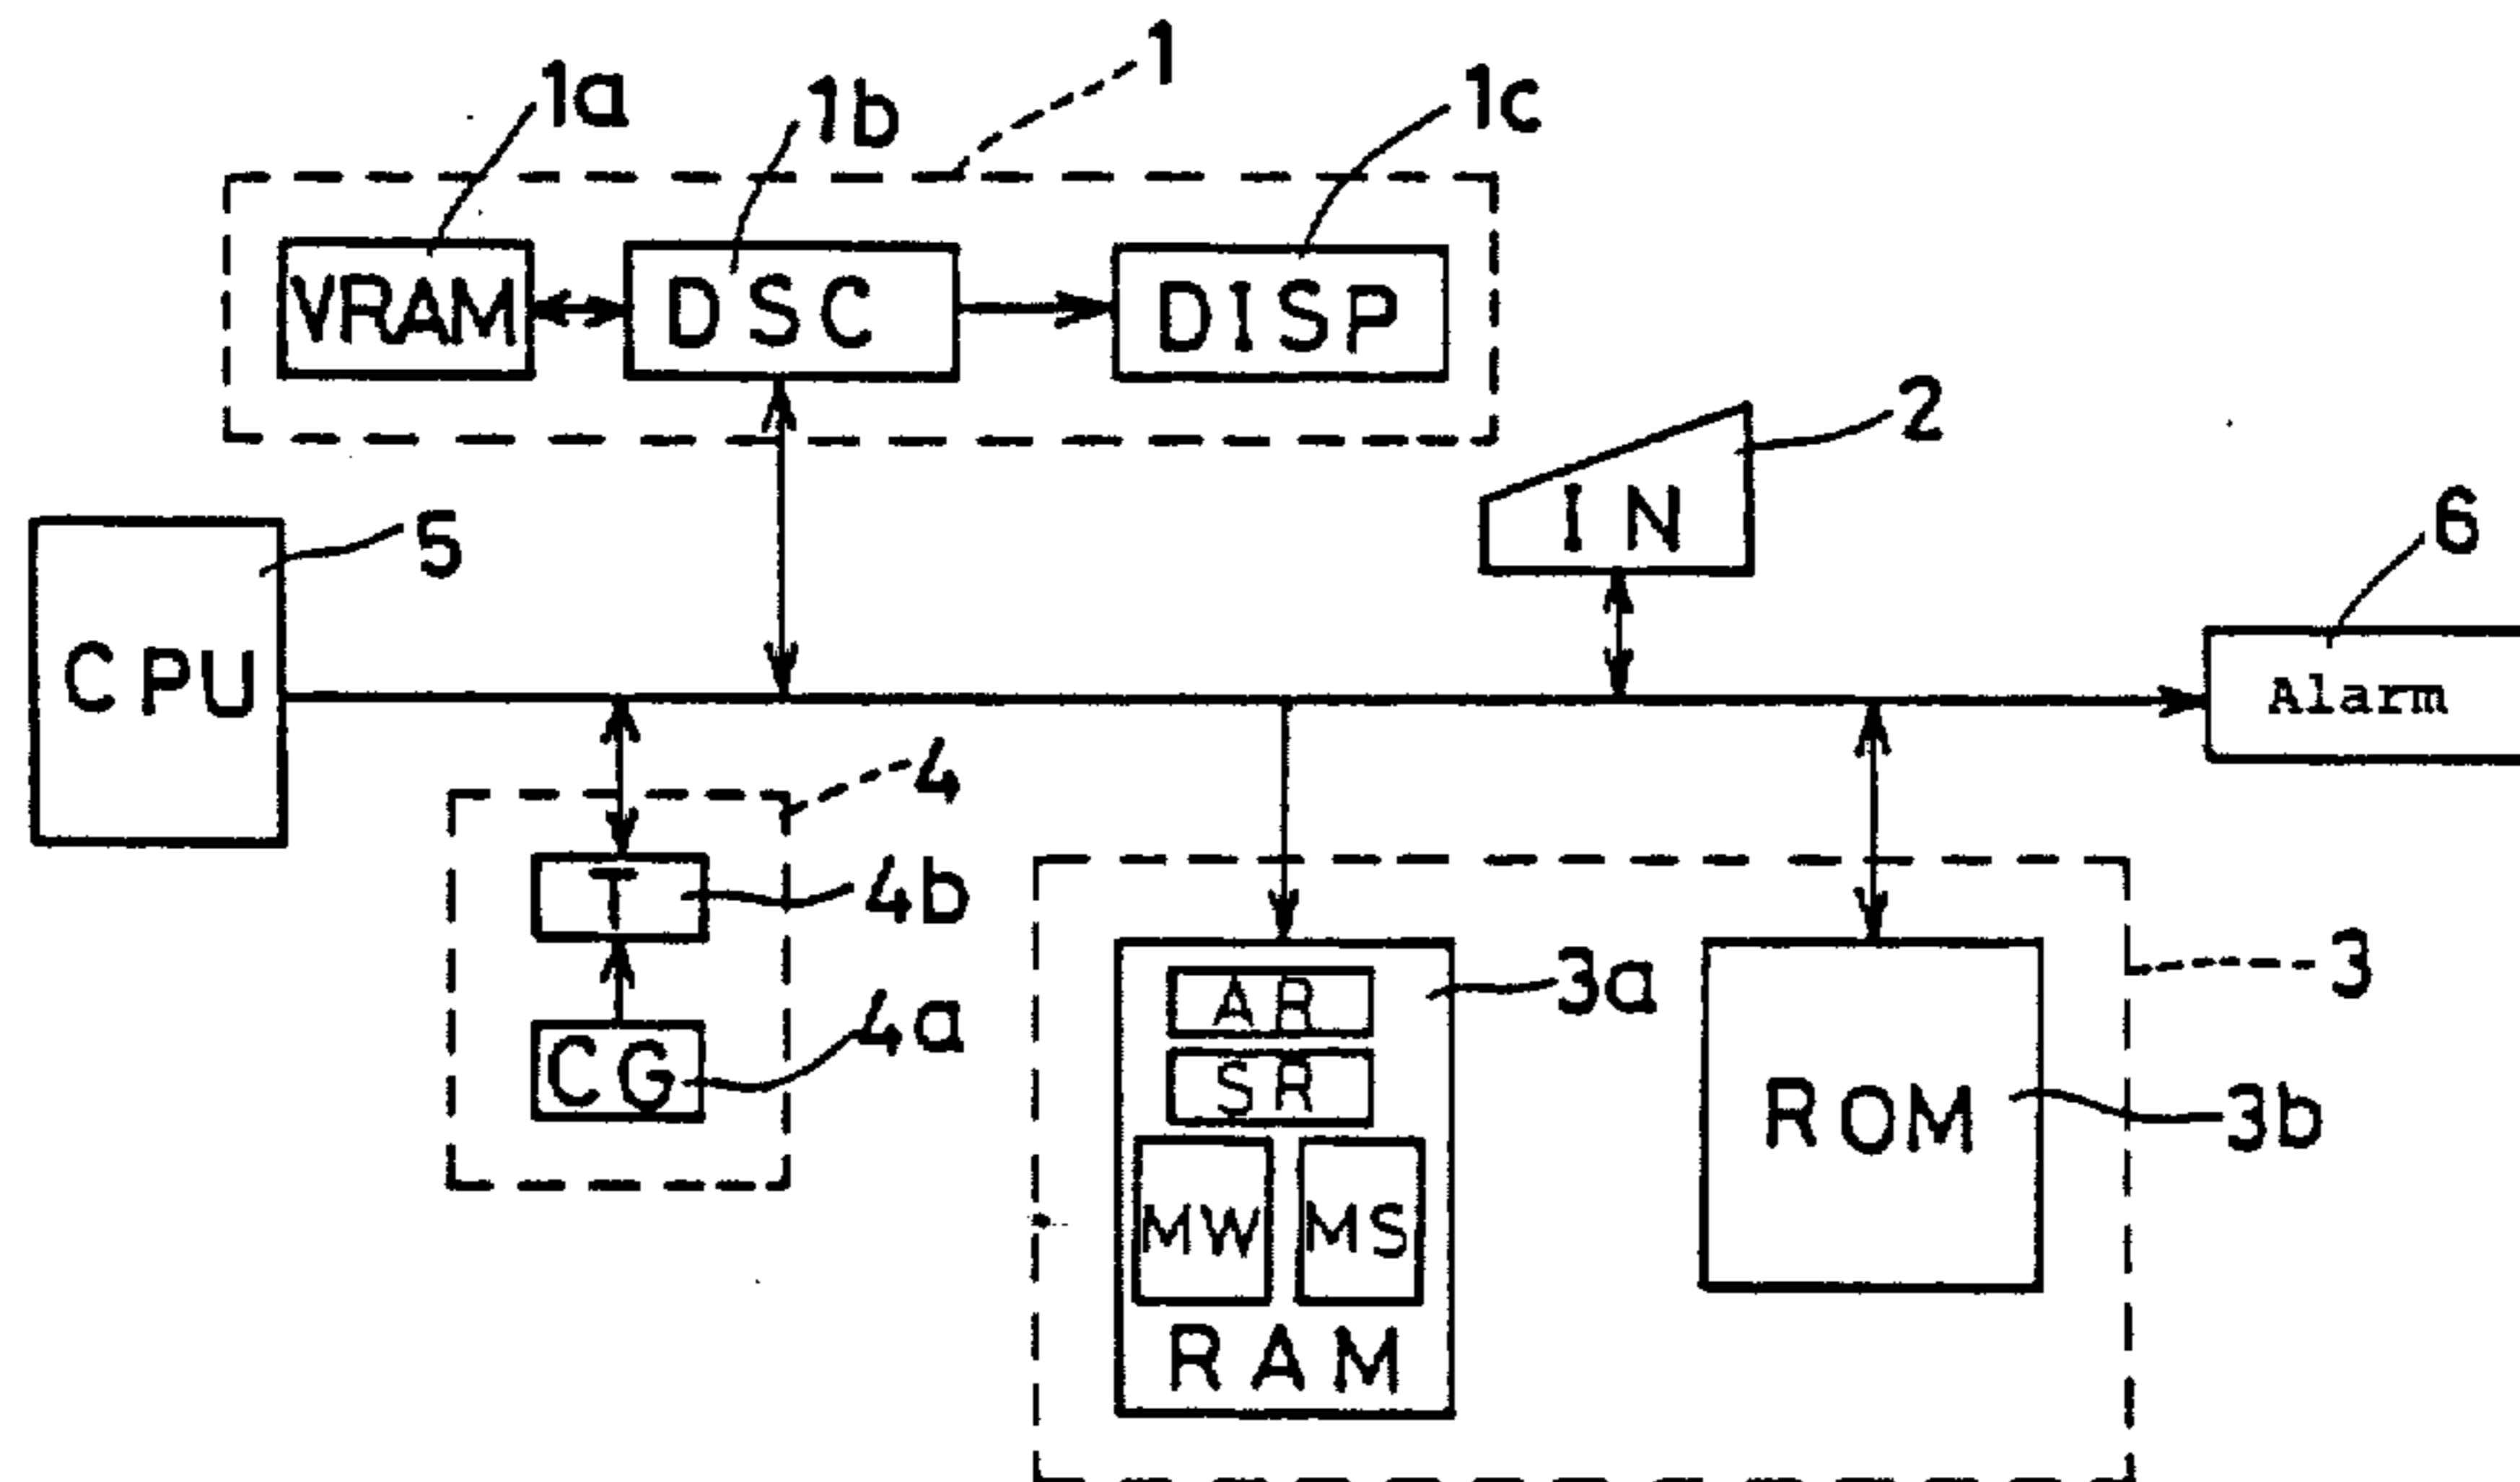 1
1a
1b
1c
VRAM
DSC
DISP
2
IN
5
6
CPU
Alarm
4
T
4b
3
AR
3a
CG
4a
SR
ROM
3b
MW
MS
RAM